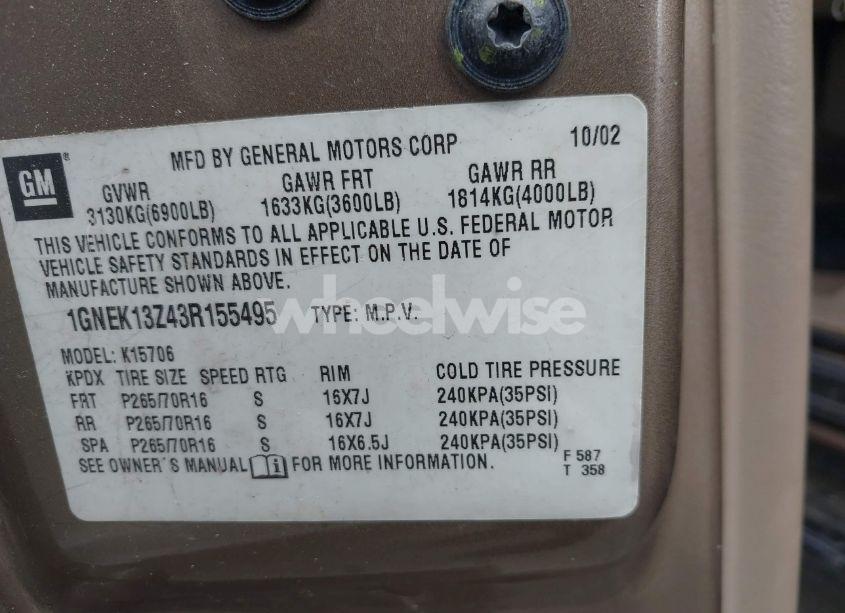 GM
MFD BY GENERAL MOTORS CORP 10/02
GVWR GAWR FRT GAWR RR
3130KG(6900LB) 1633KG(3600LB) 1814KG(4000LB)
THIS VEHICLE CONFORMS TO ALL APPLICABLE U.S. FEDERAL MOTOR
VEHICLE SAFETY STANDARDS IN EFFECT ON THE DATE OF
MANUFACTURE SHOWN ABOVE.
1GNEK13Z43R155495 TYPE: M.P.V.
wheelwise
MODEL: K15706
KPDX TIRE SIZE SPEED RTG RIM COLD TIRE PRESSURE
FRT P265/70R16 S 16X7J 240KPA(35PSI)
RR P265/70R16 S 16X7J 240KPA(35PSI)
SPA P265/70R16 S 16X6.5J 240KPA(35PSI)
SEE OWNER'S MANUAL FOR MORE INFORMATION.
F 587
T 358